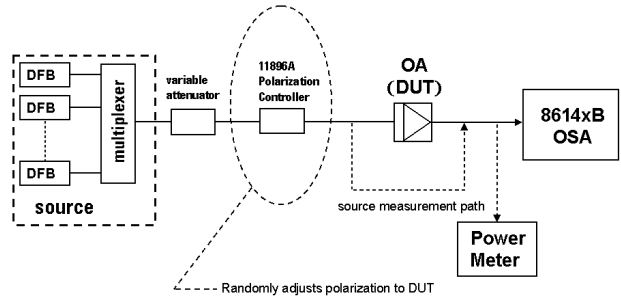 DFB
DFB
DFB
multiplexer
source
variable
attenuator
11896A
Polarization
Controller
OA
(DUT)
8614xB
OSA
source measurement path
Power
Meter
Randomly adjusts polarization to DUT